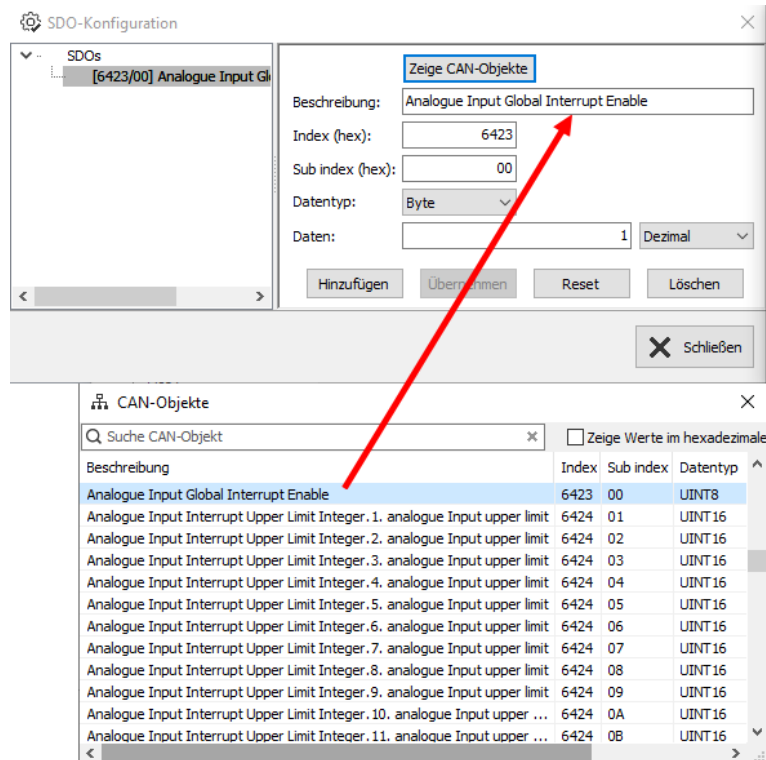 SDO-Konfiguration
SDOs
[6423/00] Analogue Input Gl
Zeige CAN-Objekte
Beschreibung: Analogue Input Global Interrupt Enable
Index (hex): 6423
Sub index (hex): 00
Datentyp: Byte
Daten: 1 Dezimal
Hinzufügen Übernehmen Reset Löschen
Schließen
CAN-Objekte
Suche CAN-Objekt Zeige Werte im hexadezimale
Beschreibung Index Sub index Datentyp
Analogue Input Global Interrupt Enable 6423 00 UINT8
Analogue Input Interrupt Upper Limit Integer.1. analogue Input upper limit 6424 01 UINT16
Analogue Input Interrupt Upper Limit Integer.2. analogue Input upper limit 6424 02 UINT16
Analogue Input Interrupt Upper Limit Integer.3. analogue Input upper limit 6424 03 UINT16
Analogue Input Interrupt Upper Limit Integer.4. analogue Input upper limit 6424 04 UINT16
Analogue Input Interrupt Upper Limit Integer.5. analogue Input upper limit 6424 05 UINT16
Analogue Input Interrupt Upper Limit Integer.6. analogue Input upper limit 6424 06 UINT16
Analogue Input Interrupt Upper Limit Integer.7. analogue Input upper limit 6424 07 UINT16
Analogue Input Interrupt Upper Limit Integer.8. analogue Input upper limit 6424 08 UINT16
Analogue Input Interrupt Upper Limit Integer.9. analogue Input upper limit 6424 09 UINT16
Analogue Input Interrupt Upper Limit Integer.10. analogue Input upper ... 6424 0A UINT16
Analogue Input Interrupt Upper Limit Integer.11. analogue Input upper ... 6424 0B UINT16